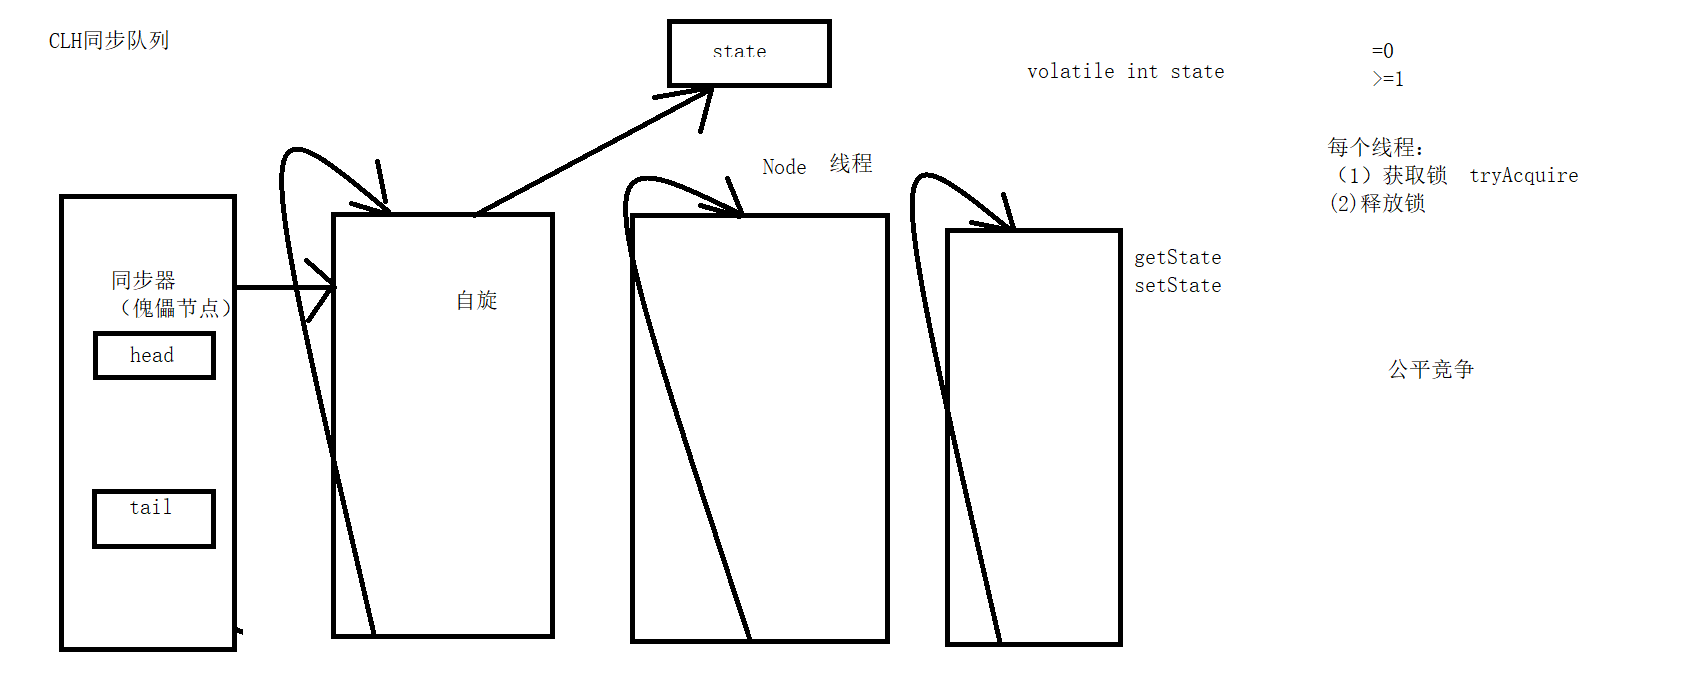 CLH同步队列
state
volatile int state
=0
>=1
每个线程:
（1）获取锁 tryAcquire
(2)释放锁
Node 线程
getState
setState
同步器
（傀儡节点）
自旋
head
公平竞争
tail